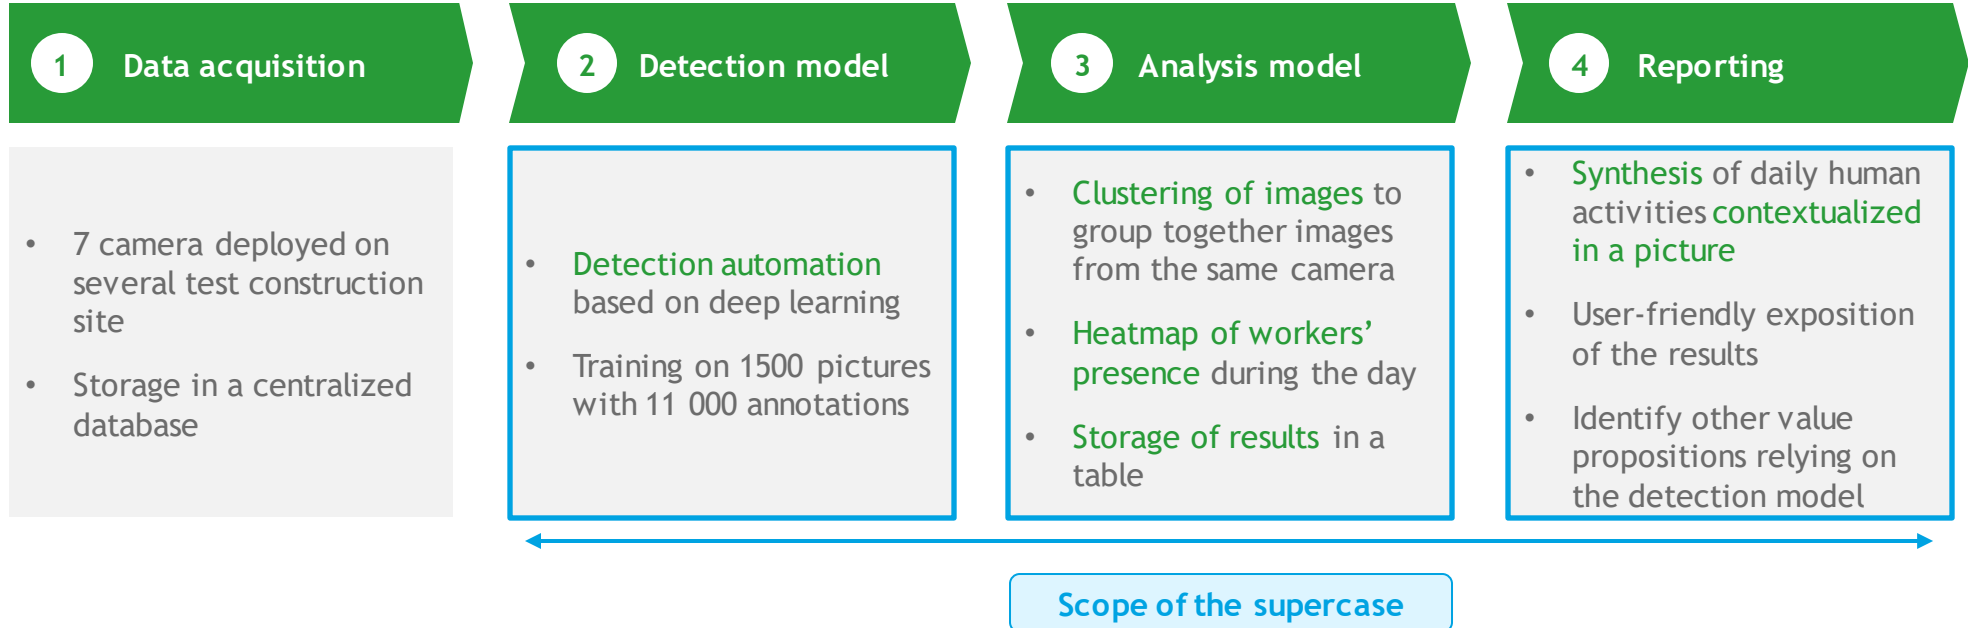 1 Data acquisition
• 7 camera deployed on
several test construction
site
• Storage in a centralized
database
2 Detection model
• Detection automation
based on deep learning
• Training on 1500 pictures
with 11 000 annotations
3 Analysis model
• Clustering of images to
group together images
from the same camera
• Heatmap of workers’
presence during the day
• Storage of results in a
table
4 Reporting
• Synthesis of daily human
activities contextualized
in a picture
• User-friendly exposition
of the results
• Identify other value
propositions relying on
the detection model
Scope of the supercase